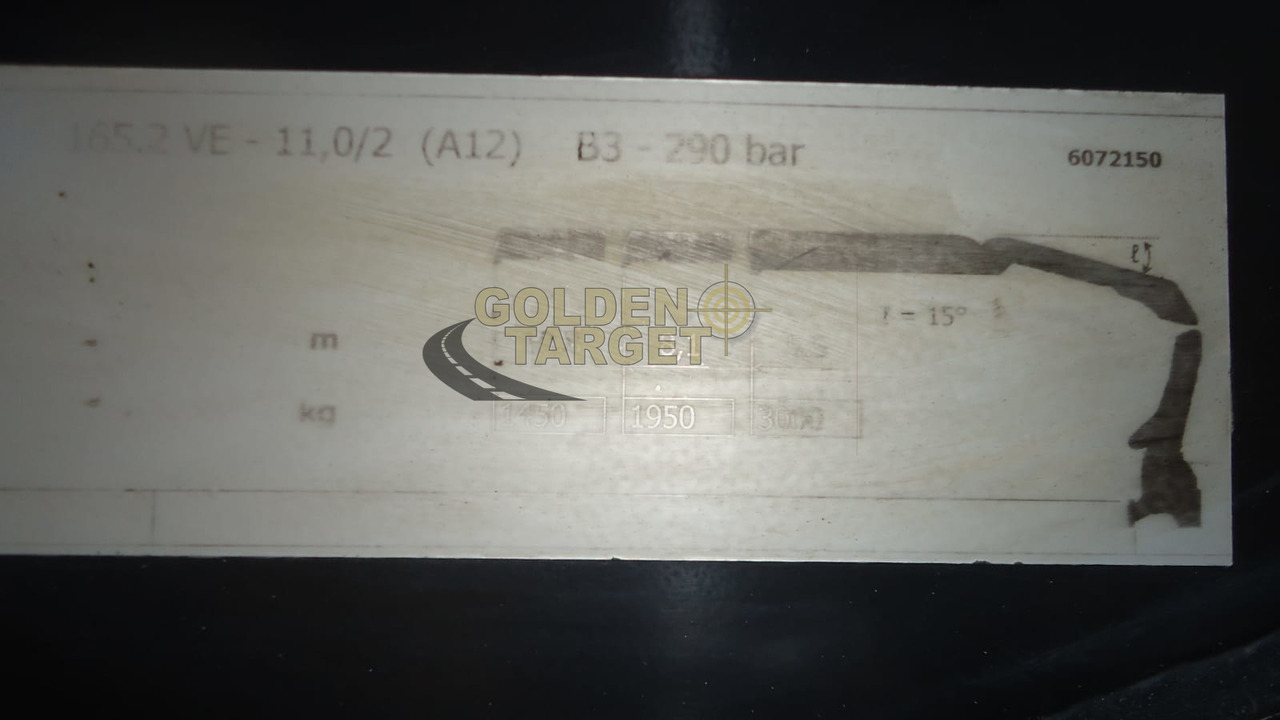 165.2 VE - 11,0/2 (A12) B3 - 290 bar
6072150
GOLDEN
TARGET
= 15°
m
kg 1450 1950